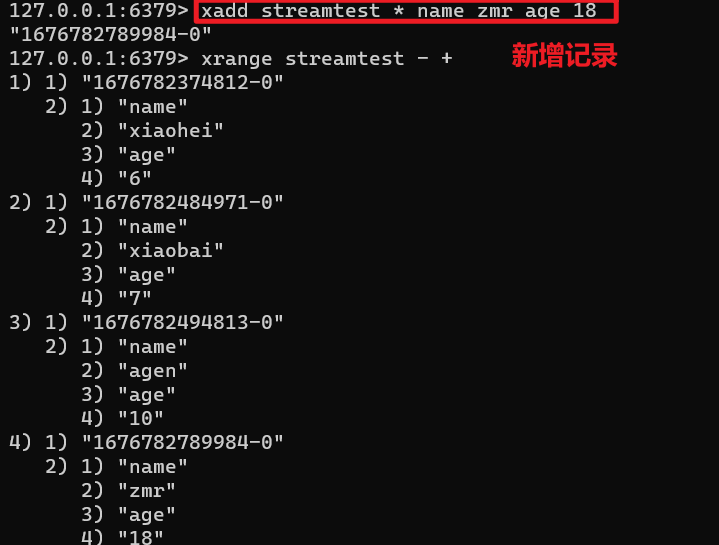 127.0.0.1:6379> xadd streamtest * name zmr age 18
"1676782789984-0"
127.0.0.1:6379> xrange streamtest - +
新增记录
1) 1) "1676782374812-0"
2) 1) "name"
2) "xiaohei"
3) "age"
4) "6"
2) 1) "1676782484971-0"
2) 1) "name"
2) "xiaobai"
3) "age"
4) "7"
3) 1) "1676782494813-0"
2) 1) "name"
2) "agen"
3) "age"
4) "10"
4) 1) "1676782789984-0"
2) 1) "name"
2) "zmr"
3) "age"
4) "18"